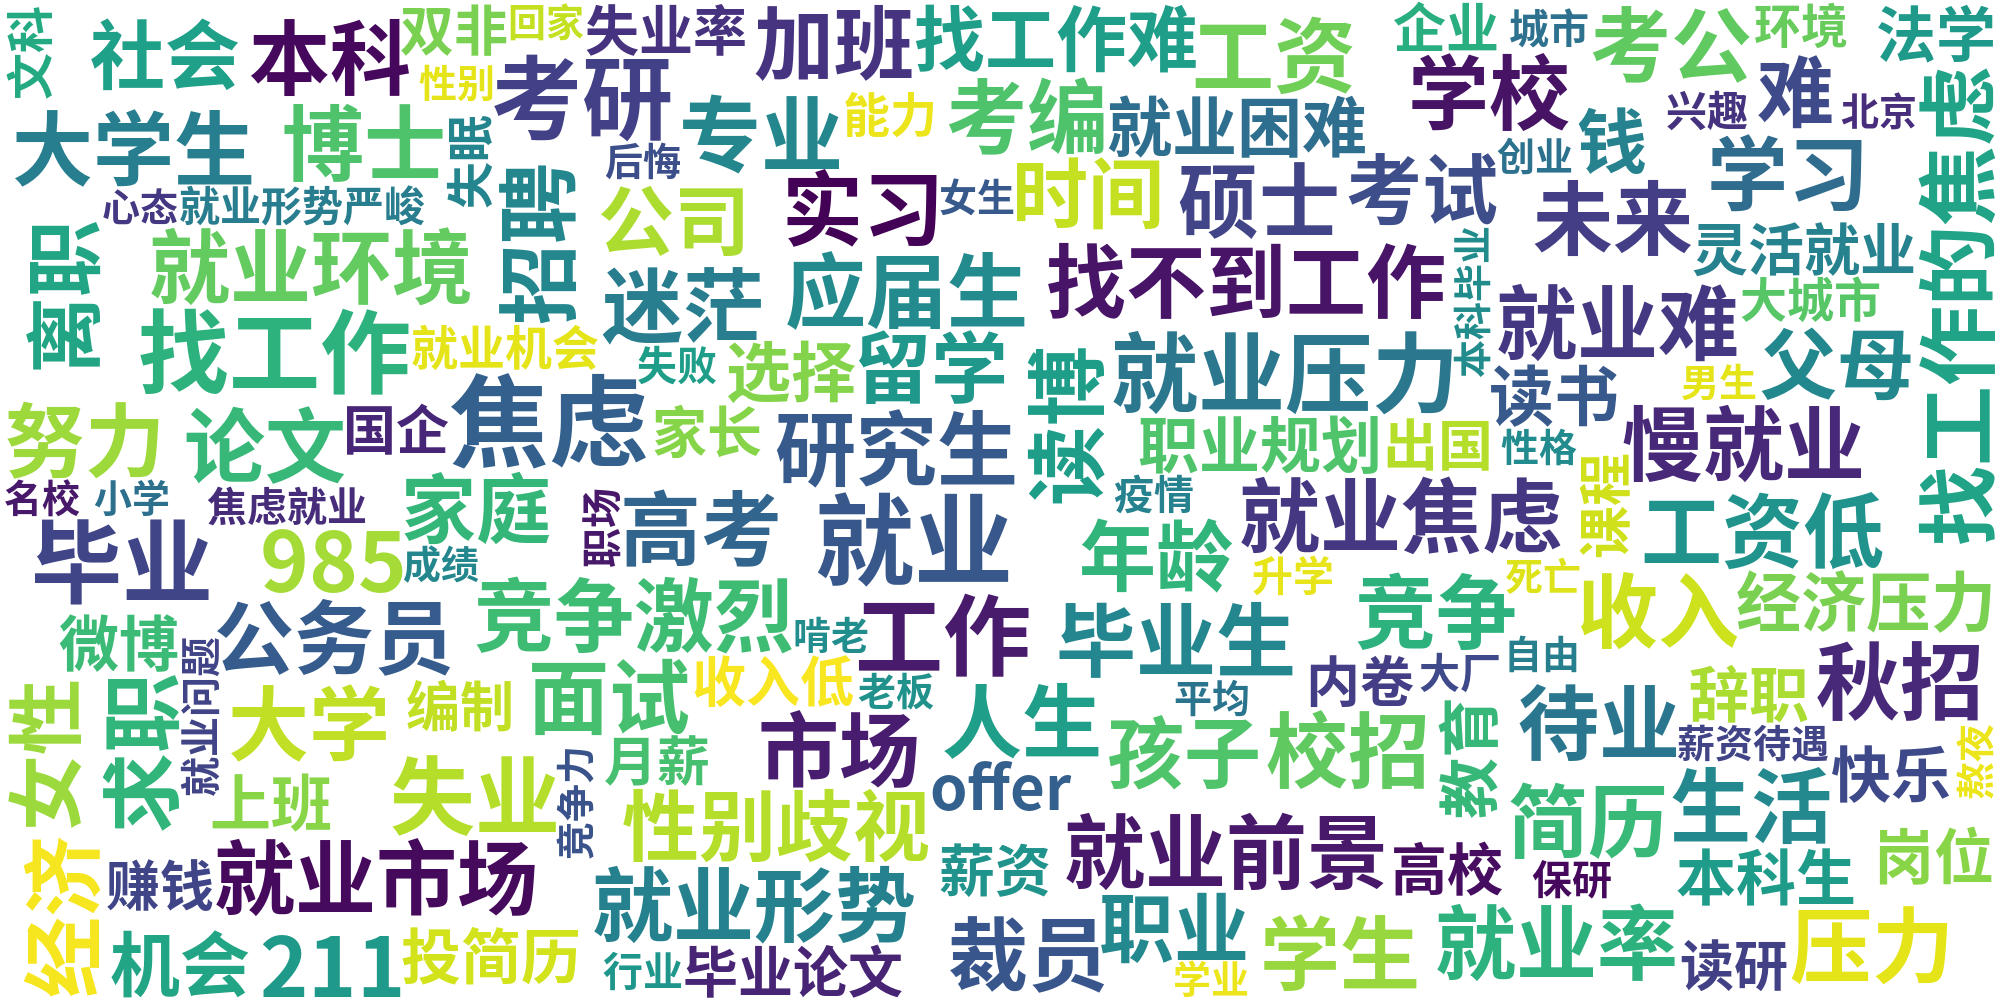 文科
社会
本科
双非
回家
性别
失业率
加班
找工作难
工资
企业
城市
考公
环境
法学
大学生
博士
失眠
考研
专业
能力
考编
就业困难
学校
难
兴趣
北京
钱
创业
后悔
心态
就业形势严峻
招聘
公司
实习
女生
时间
硕士
考试
未来
学习
找工作的焦虑
离职
就业环境
迷茫
应届生
找不到工作
本科毕业
灵活就业
就业难
大城市
找工作
就业机会
失败
选择
留学
读博
就业压力
读书
男生
父母
努力
论文
国企
焦虑
家长
研究生
职业规划
出国
性格
慢就业
名校
小学
焦虑就业
家庭
职场
高考
就业
疫情
年龄
就业焦虑
课程
工资低
毕业
985
成绩
升学
死亡
微博
公务员
竞争激烈
啃老
工作
毕业生
竞争
收入
经济压力
女性
求职
就业问题
大学
编制
面试
收入低
老板
人生
平均
内卷
大厂
自由
待业
辞职
秋招
上班
失业
竞争力
月薪
市场
offer
孩子
校招
教育
薪资待遇
快乐
熬夜
性别歧视
简历
生活
经济
赚钱
就业市场
就业形势
薪资
就业前景
高校
保研
本科生
岗位
机会
211
投简历
行业
毕业论文
裁员
职业
学业
学生
就业率
读研
压力